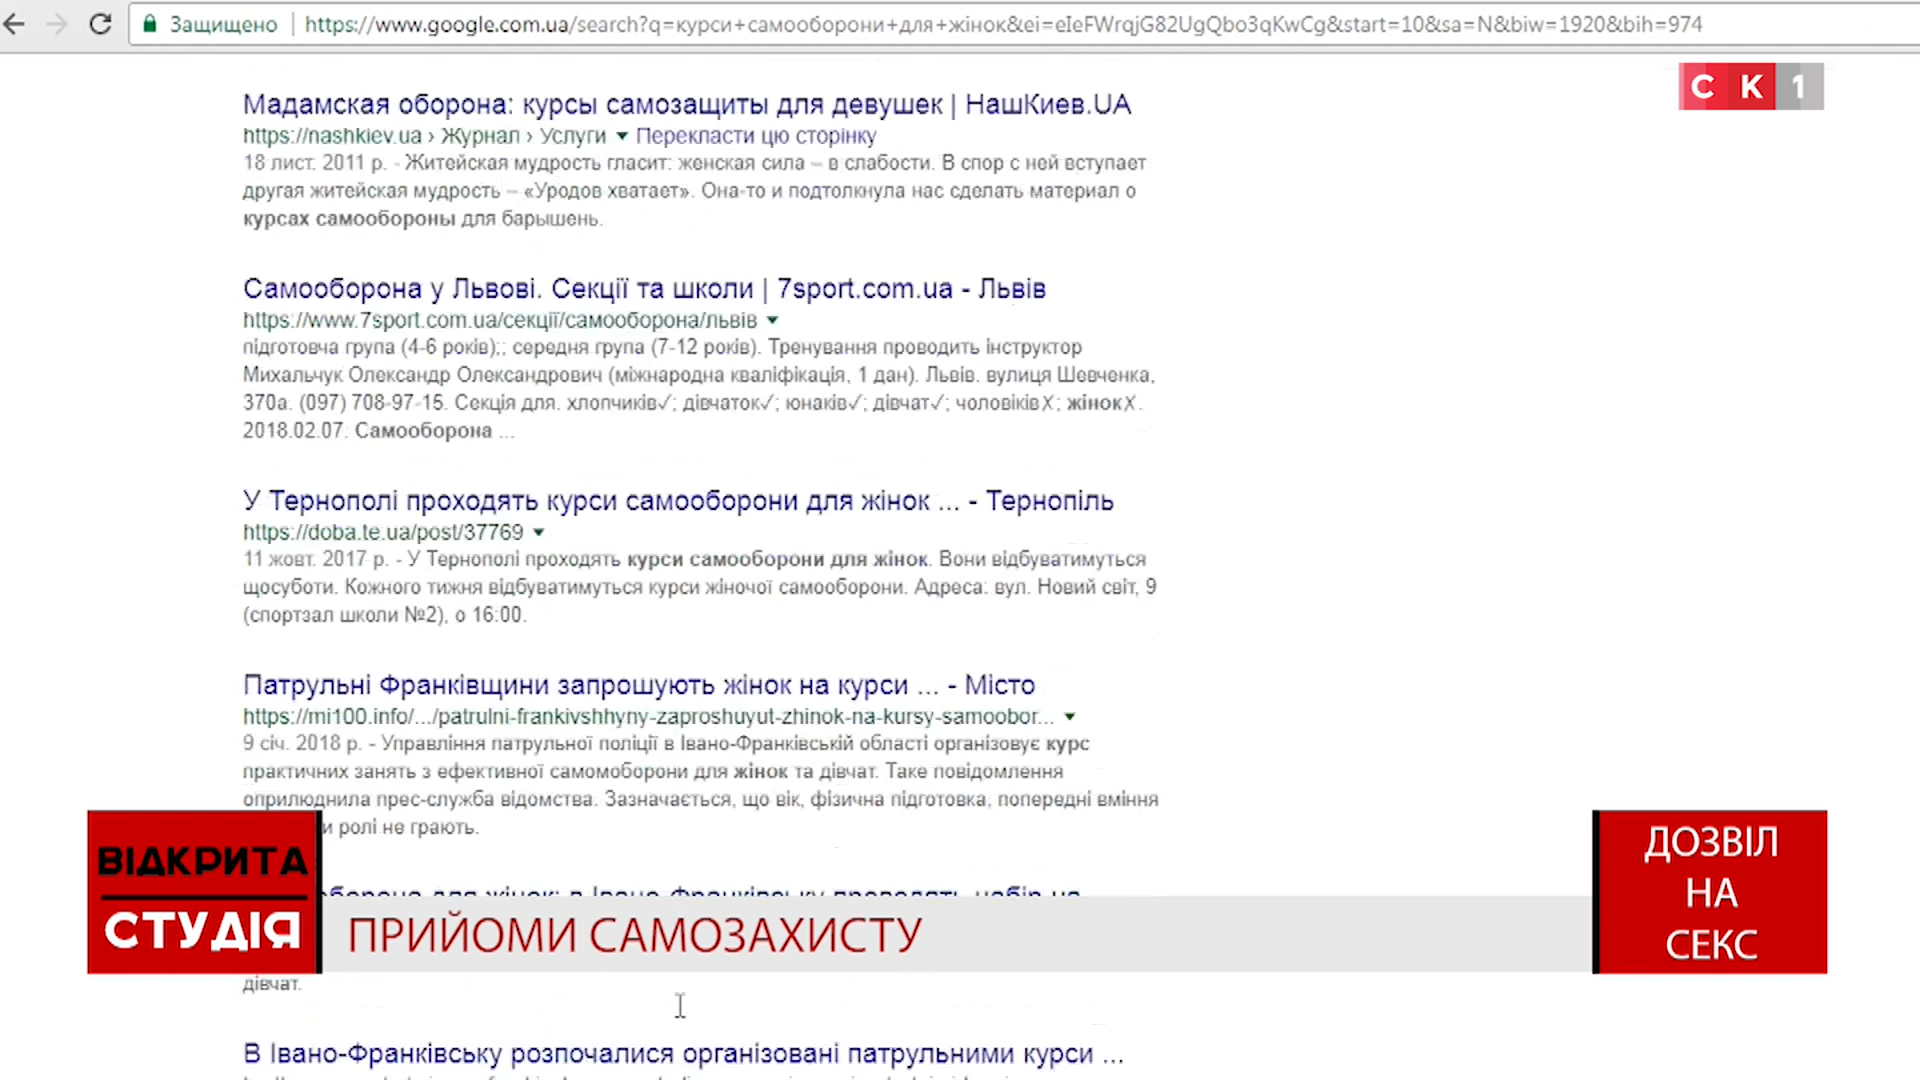 Защищено
https://www.google.com.ua/search?q=курси+самооборони+для+жінок&ei=eIeFWrqjG82UgQbo3qKwCg&start=10&sa=N&biw=1920&bih=974
СК1
Мадамская оборона: курсы самозащиты для девушек | НашКиев.UA
https://nashkiev.ua › Журнал › Услуги ▼ Перекласти цю сторінку
18 лист. 2011 р. - Житейская мудрость гласит: женская сила – в слабости. В спор с ней вступает
другая житейская мудрость – «Уродов хватает». Она-то и подтолкнула нас сделать материал о
курсах самообороны для барышень.
Самооборона у Львові. Секції та школи | 7sport.com.ua - Львів
https://www.7sport.com.ua/секції/самооборона/львів ▼
підготовча група (4-6 років);; середня група (7-12 років). Тренування проводить інструктор
Михальчук Олександр Олександрович (міжнародна кваліфікація, 1 дан). Львів. вулиця Шевченка,
370а. (097) 708-97-15. Секція для. хлопчиків✓; дівчаток✓; юнаків✓; дівчат✓; чоловіків✗; жінок✗.
2018.02.07. Самооборона ...
У Тернополі проходять курси самооборони для жінок ... - Тернопіль
https://doba.te.ua/post/37769 ▼
11 жовт. 2017 р. - У Тернополі проходять курси самооборони для жінок. Вони відбуватимуться
щосуботи. Кожного тижня відбуватимуться курси жіночої самооборони. Адреса: вул. Новий світ, 9
(спортзал школи №2), о 16:00.
Патрульні Франківщини запрошують жінок на курси ... - Місто
https://mi100.info/.../patrulni-frankivshhyny-zaproshuyut-zhinok-na-kursy-samoobor... ▼
9 січ. 2018 р. - Управління патрульної поліції в Івано-Франківській області організовує курс
практичних занять з ефективної самомоборони для жінок та дівчат. Таке повідомлення
оприлюднила прес-служба відомства. Зазначається, що вік, фізична підготовка, попередні вміння
и ролі не грають.
для жінок: в Івано-Франківську проводять набір на
ВІДКРИТА
СТУДІЯ
ПРИЙОМИ САМОЗАХИСТУ
ДОЗВІЛ
НА
СЕКС
дівчат.
В Івано-Франківську розпочалися організовані патрульними курси ...